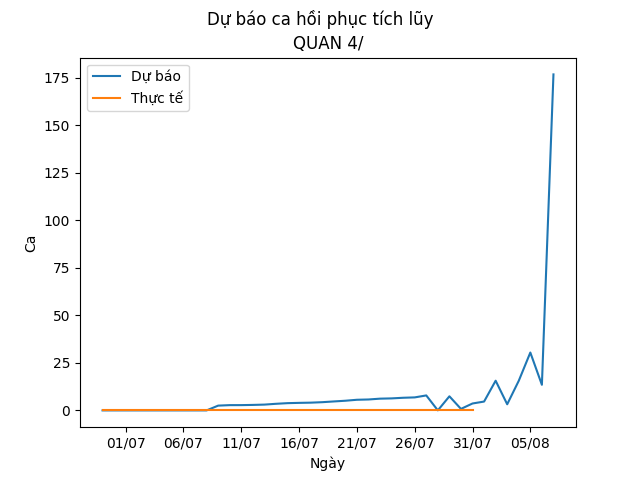 Dự báo ca hồi phục tích lũy
QUAN 4/
Dự báo
Thực tế
175
150
125
100
75
50
25
0
Ca
01/07 06/07 11/07 16/07 21/07 26/07 31/07 05/08
Ngày